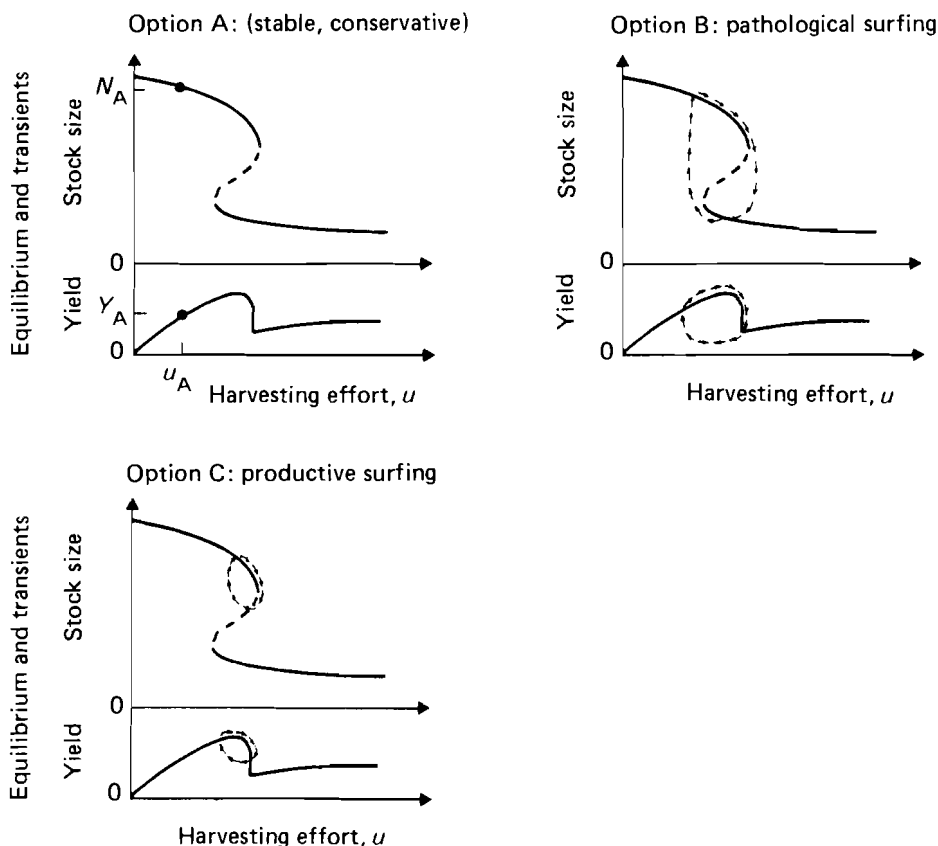 Option A: (stable, conservative)
Equilibrium and transients
Stock size
N_A
0
Yield
Y_A
0
u_A
Harvesting effort, u
Option B: pathological surfing
Stock size
0
Yield
0
Harvesting effort, u
Option C: productive surfing
Equilibrium and transients
Stock size
0
Yield
0
Harvesting effort, u